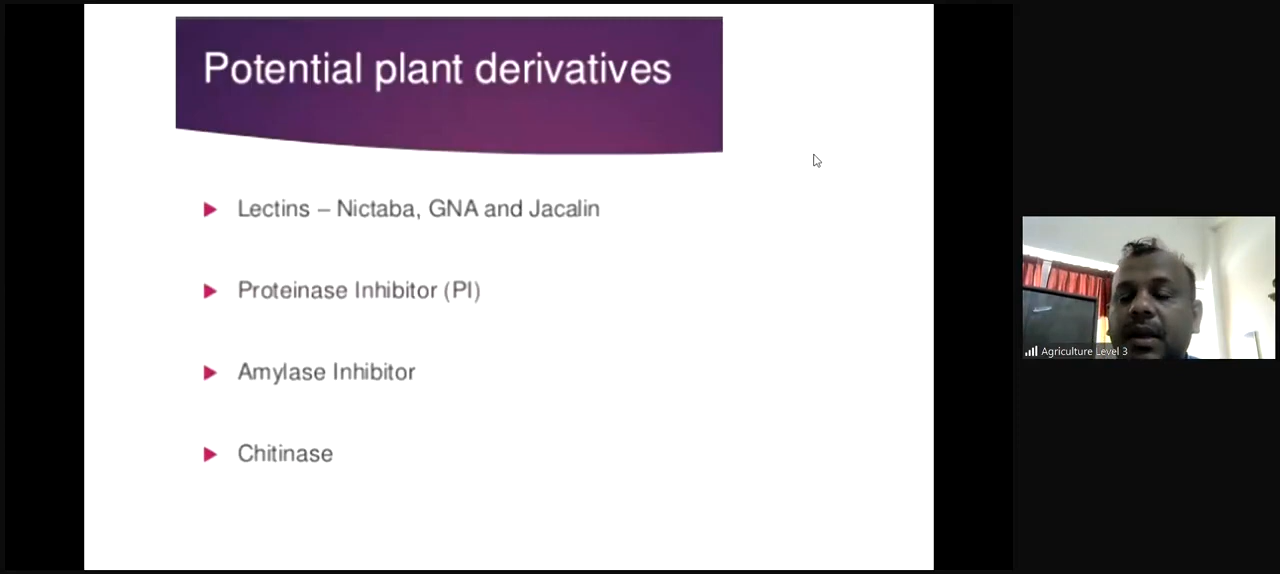 Potential plant derivatives
Lectins – Nictaba, GNA and Jacalin
Proteinase Inhibitor (PI)
Amylase Inhibitor
Chitinase
Agriculture Level 3